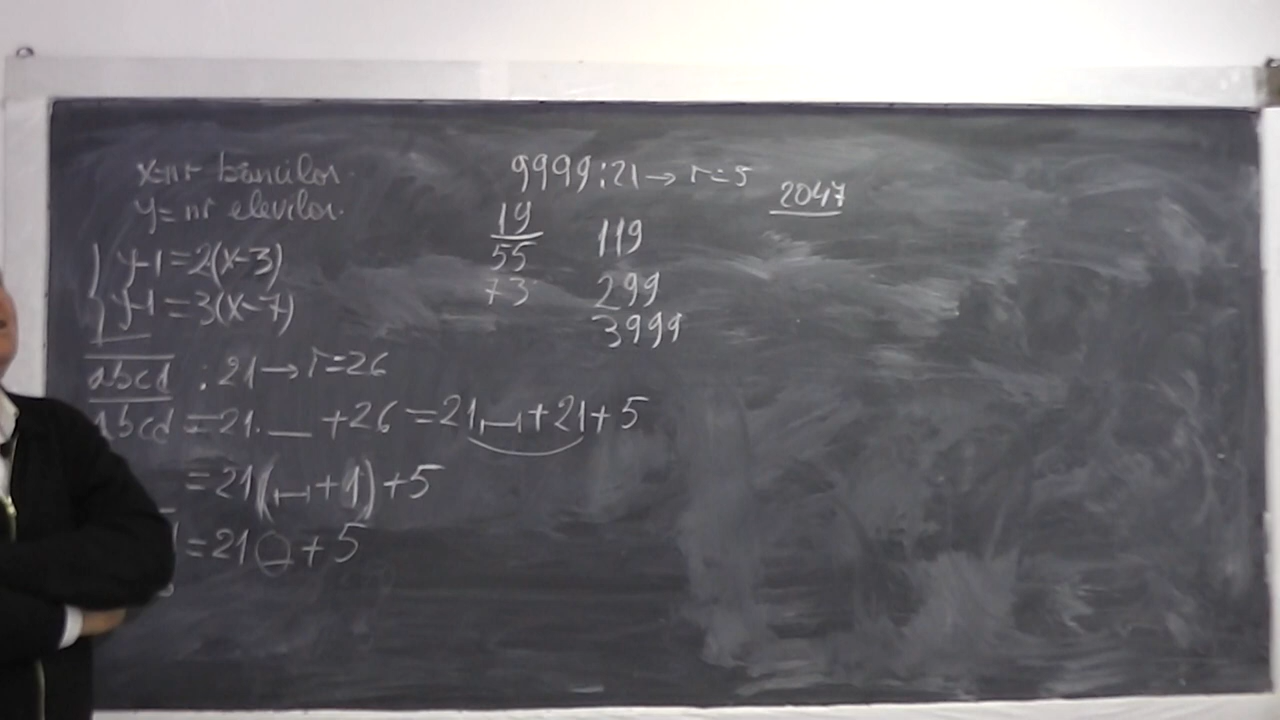 x=nr băncilor.
y=nr elevilor.
y-1=2(x-3)
y-1=3(x-7)
abcd :21→r=26
abcd =21·__+26=21·__+21+5
=21(__+1)+5
=21 __+5
9999:21→r=5
19
55
73
119
299
3999
2047